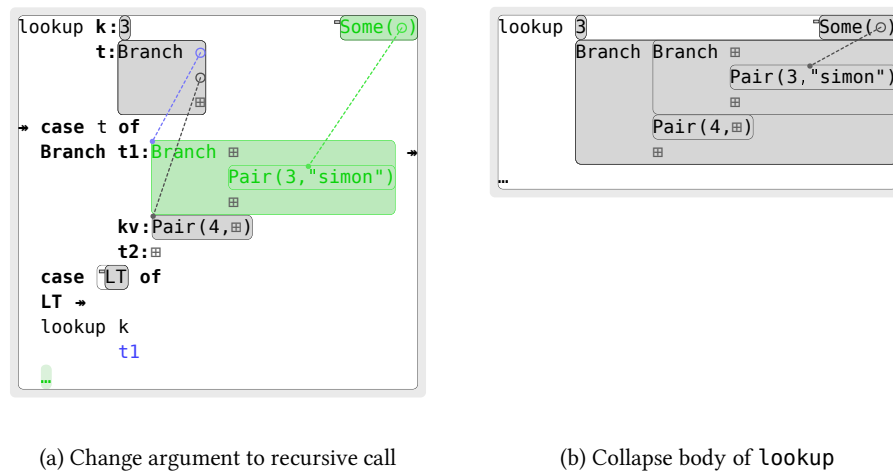 lookup k:3 Some(○)
t:Branch ○
○
⊞
↠ case t of
Branch t1:Branch ⊞ ↠
Pair(3,"simon")
⊞
kv:Pair(4,⊞)
t2:⊞
case LT of
LT ↠
lookup k
t1
…
(a) Change argument to recursive call
lookup 3 Some(○)
Branch Branch ⊞
Pair(3,"simon")
⊞
Pair(4,⊞)
⊞
…
(b) Collapse body of lookup